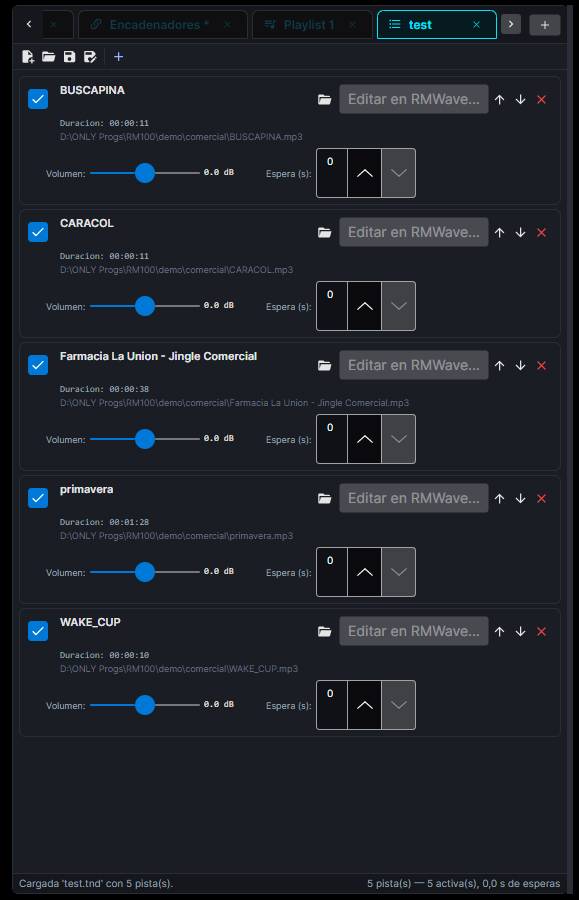 Encadenadores *
Playlist 1
test
BUSCAPINA
Editar en RMWave...
Duracion: 00:00:11
D:\ONLY Progs\RM100\demo\comercial\BUSCAPINA.mp3
Volumen:
0.0 dB
Espera (s):
0
CARACOL
Editar en RMWave...
Duracion: 00:00:11
D:\ONLY Progs\RM100\demo\comercial\CARACOL.mp3
Volumen:
0.0 dB
Espera (s):
0
Farmacia La Union - Jingle Comercial
Editar en RMWave...
Duracion: 00:00:38
D:\ONLY Progs\RM100\demo\comercial\Farmacia La Union - Jingle Comercial.mp3
Volumen:
0.0 dB
Espera (s):
0
primavera
Editar en RMWave...
Duracion: 00:01:28
D:\ONLY Progs\RM100\demo\comercial\primavera.mp3
Volumen:
0.0 dB
Espera (s):
0
WAKE_CUP
Editar en RMWave...
Duracion: 00:00:10
D:\ONLY Progs\RM100\demo\comercial\WAKE_CUP.mp3
Volumen:
0.0 dB
Espera (s):
0
Cargada 'test.tnd' con 5 pista(s).
5 pista(s) — 5 activa(s), 0,0 s de esperas